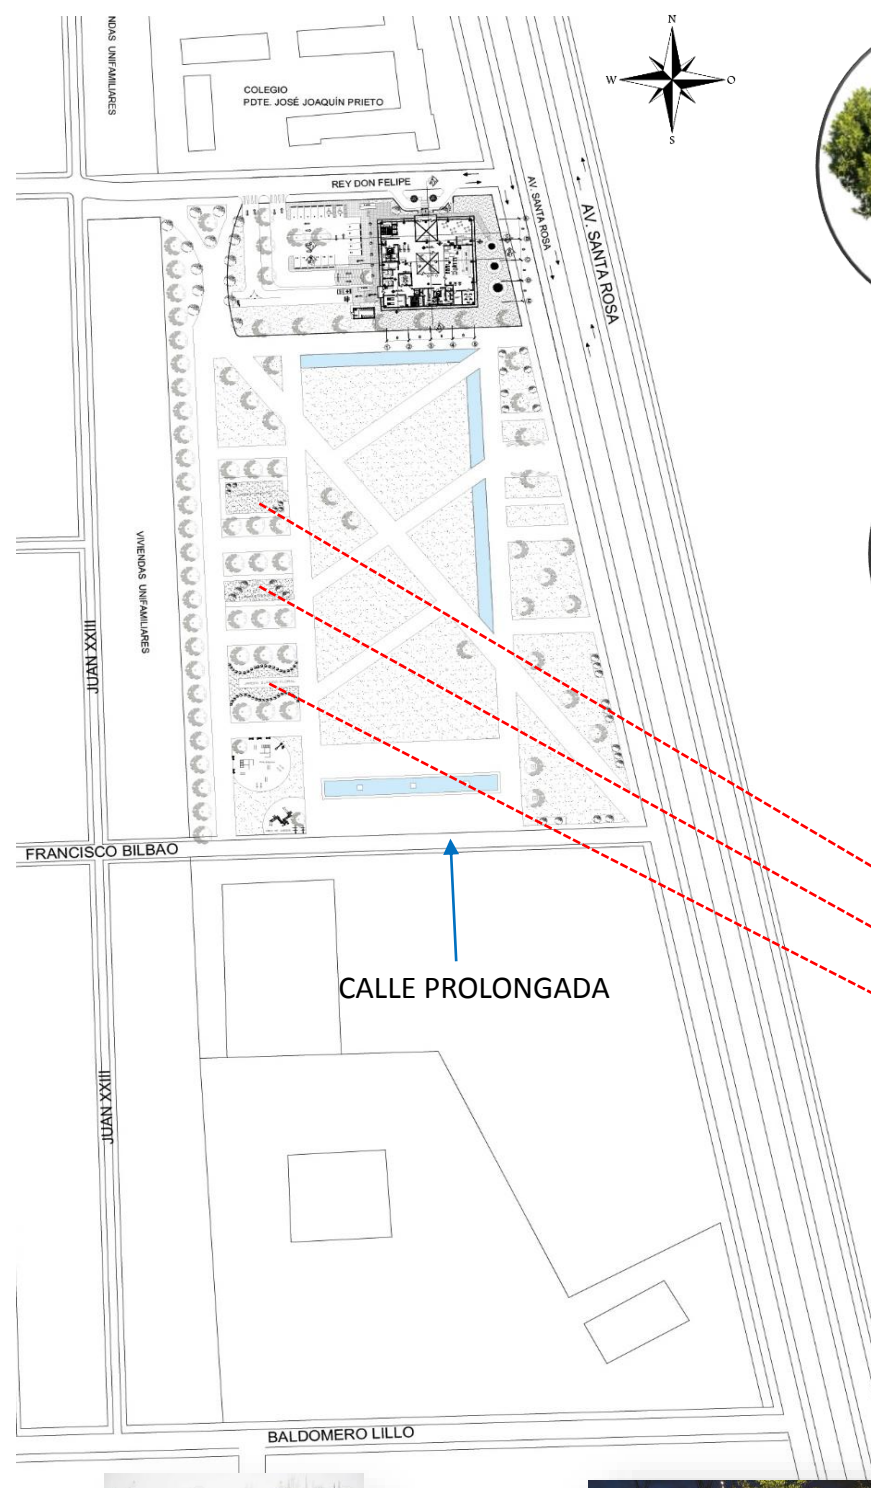 NDAS UNIFAMILIARES
COLEGIO
PDTE. JOSÉ JOAQUÍN PRIETO
N
W
O
S
REY DON FELIPE
AV. SANTA ROSA
AV. SANTA ROSA
VIVIENDAS UNIFAMILIARES
JUAN XXIII
FRANCISCO BILBAO
CALLE PROLONGADA
JUAN XXIII
BALDOMERO LILLO